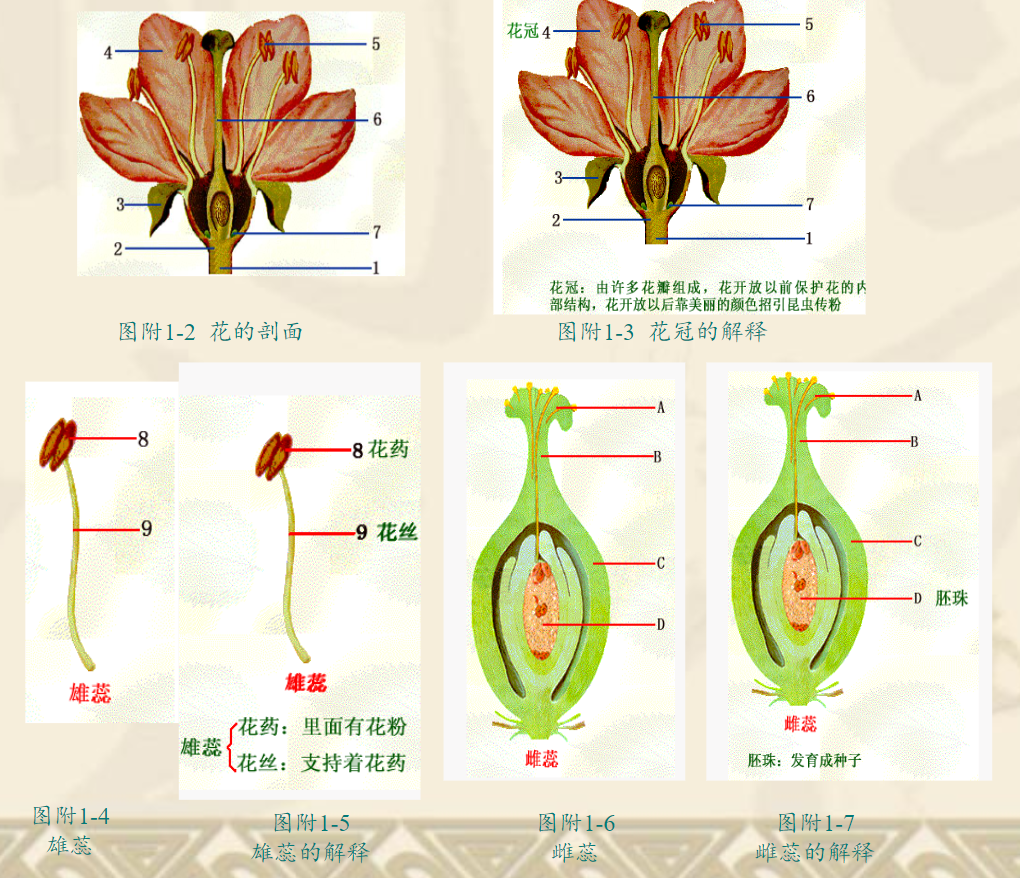 4
5
6
3
7
2
1
图附1-2 花的剖面
花冠 4
5
6
3
7
2
1
花冠：由许多花瓣组成，花开放以前保护花的内
部结构，花开放以后靠美丽的颜色招引昆虫传粉
图附1-3 花冠的解释
8
9
雄蕊
图附1-4
雄蕊
8 花药
9 花丝
雄蕊
雄蕊
花药：里面有花粉
花丝：支持着花药
图附1-5
雄蕊的解释
A
B
C
D
雌蕊
图附1-6
雌蕊
A
B
C
D 胚珠
雌蕊
胚珠：发育成种子
图附1-7
雌蕊的解释